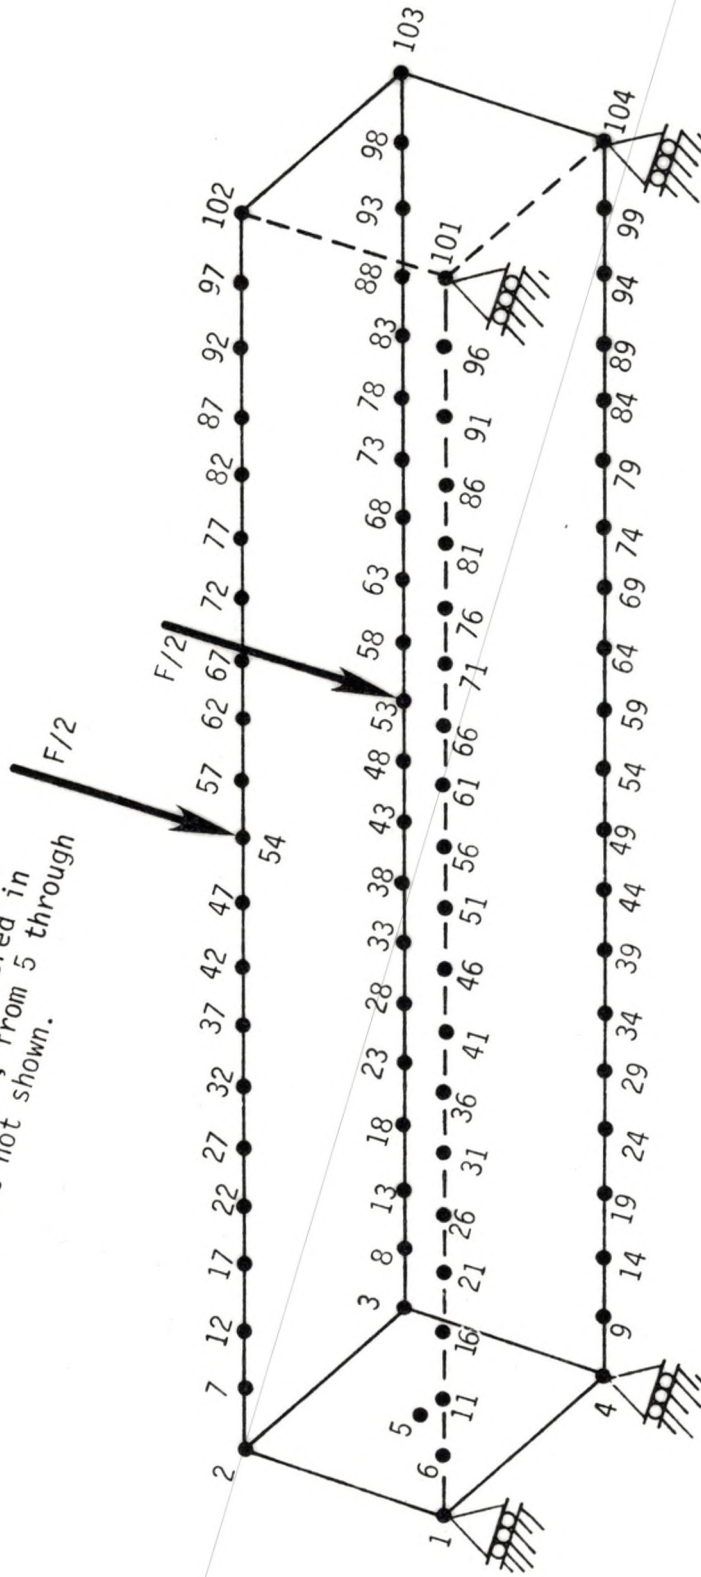 in
from 5 through
not shown.
F/2
F/2
2 7 12 17 22 27 32 37 42 47 54 57 62 67 72 77 82 87 92 97 102
3 8 13 18 23 28 33 38 43 48 53 58 63 68 73 78 83 88 93 98 103
5
1 6 11 16 21 26 31 36 41 46 51 56 61 66 71 76 81 86 91 96 101
4 9 14 19 24 29 34 39 44 49 54 59 64 69 74 79 84 89 94 99 104